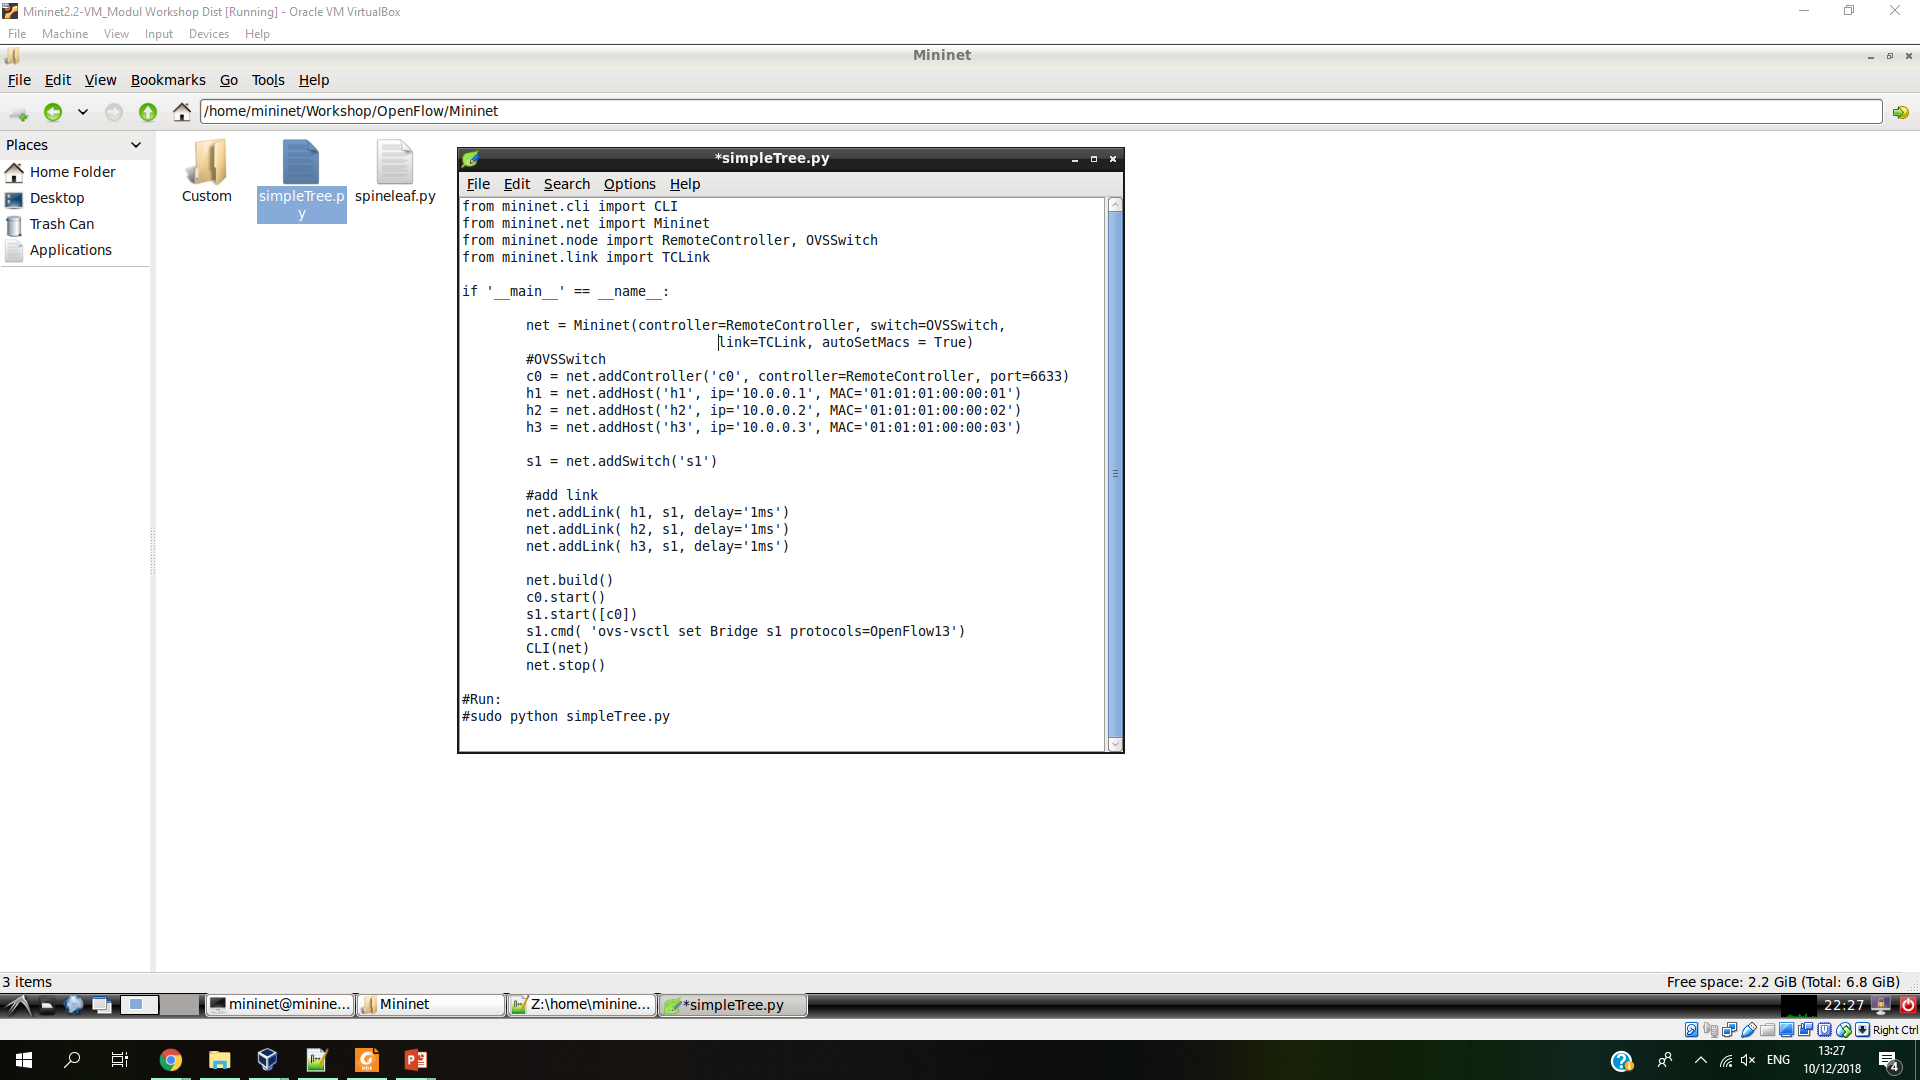 Mininet2.2-VM_Modul Workshop Dist [Running] - Oracle VM VirtualBox
File Machine View Input Devices Help
Mininet
File Edit View Bookmarks Go Tools Help
/home/mininet/Workshop/OpenFlow/Mininet
Places
Home Folder
Desktop
Trash Can
Applications
Custom
simpleTree.p
y
spineleaf.py
*simpleTree.py
File Edit Search Options Help
from mininet.cli import CLI
from mininet.net import Mininet
from mininet.node import RemoteController, OVSSwitch
from mininet.link import TCLink
if '__main__' == __name__:
net = Mininet(controller=RemoteController, switch=OVSSwitch,
link=TCLink, autoSetMacs = True)
#OVSSwitch
c0 = net.addController('c0', controller=RemoteController, port=6633)
h1 = net.addHost('h1', ip='10.0.0.1', MAC='01:01:01:00:00:01')
h2 = net.addHost('h2', ip='10.0.0.2', MAC='01:01:01:00:00:02')
h3 = net.addHost('h3', ip='10.0.0.3', MAC='01:01:01:00:00:03')
s1 = net.addSwitch('s1')
#add link
net.addLink( h1, s1, delay='1ms')
net.addLink( h2, s1, delay='1ms')
net.addLink( h3, s1, delay='1ms')
net.build()
c0.start()
s1.start([c0])
s1.cmd( 'ovs-vsctl set Bridge s1 protocols=OpenFlow13')
CLI(net)
net.stop()
#Run:
#sudo python simpleTree.py
3 items
Free space: 2.2 GiB (Total: 6.8 GiB)
mininet@minine...
Mininet
Z:\home\minine...
*simpleTree.py
22:27
Right Ctrl
ENG
13:27
10/12/2018
4